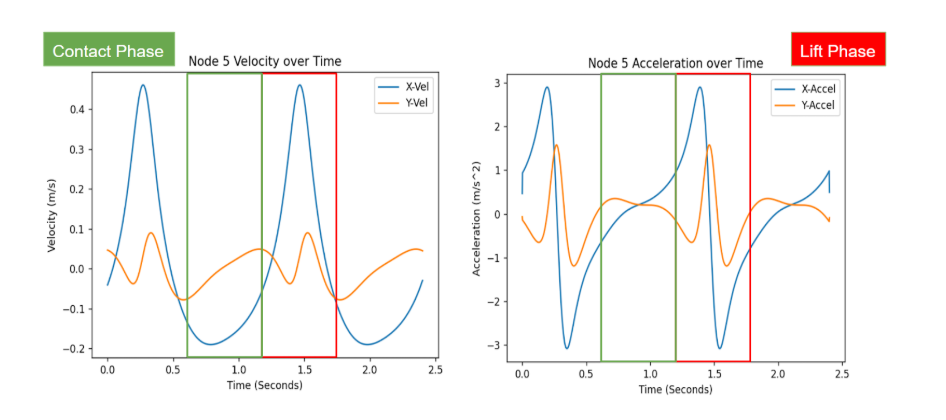 Contact Phase
Lift Phase
Node 5 Velocity over Time
X-Vel
Y-Vel
Velocity (m/s)
0.4
0.3
0.2
0.1
0.0
−0.1
−0.2
0.0 0.5 1.0 1.5 2.0 2.5
Time (Seconds)
Node 5 Acceleration over Time
X-Accel
Y-Accel
Acceleration (m/s^2)
3
2
1
0
−1
−2
−3
0.0 0.5 1.0 1.5 2.0 2.5
Time (Seconds)